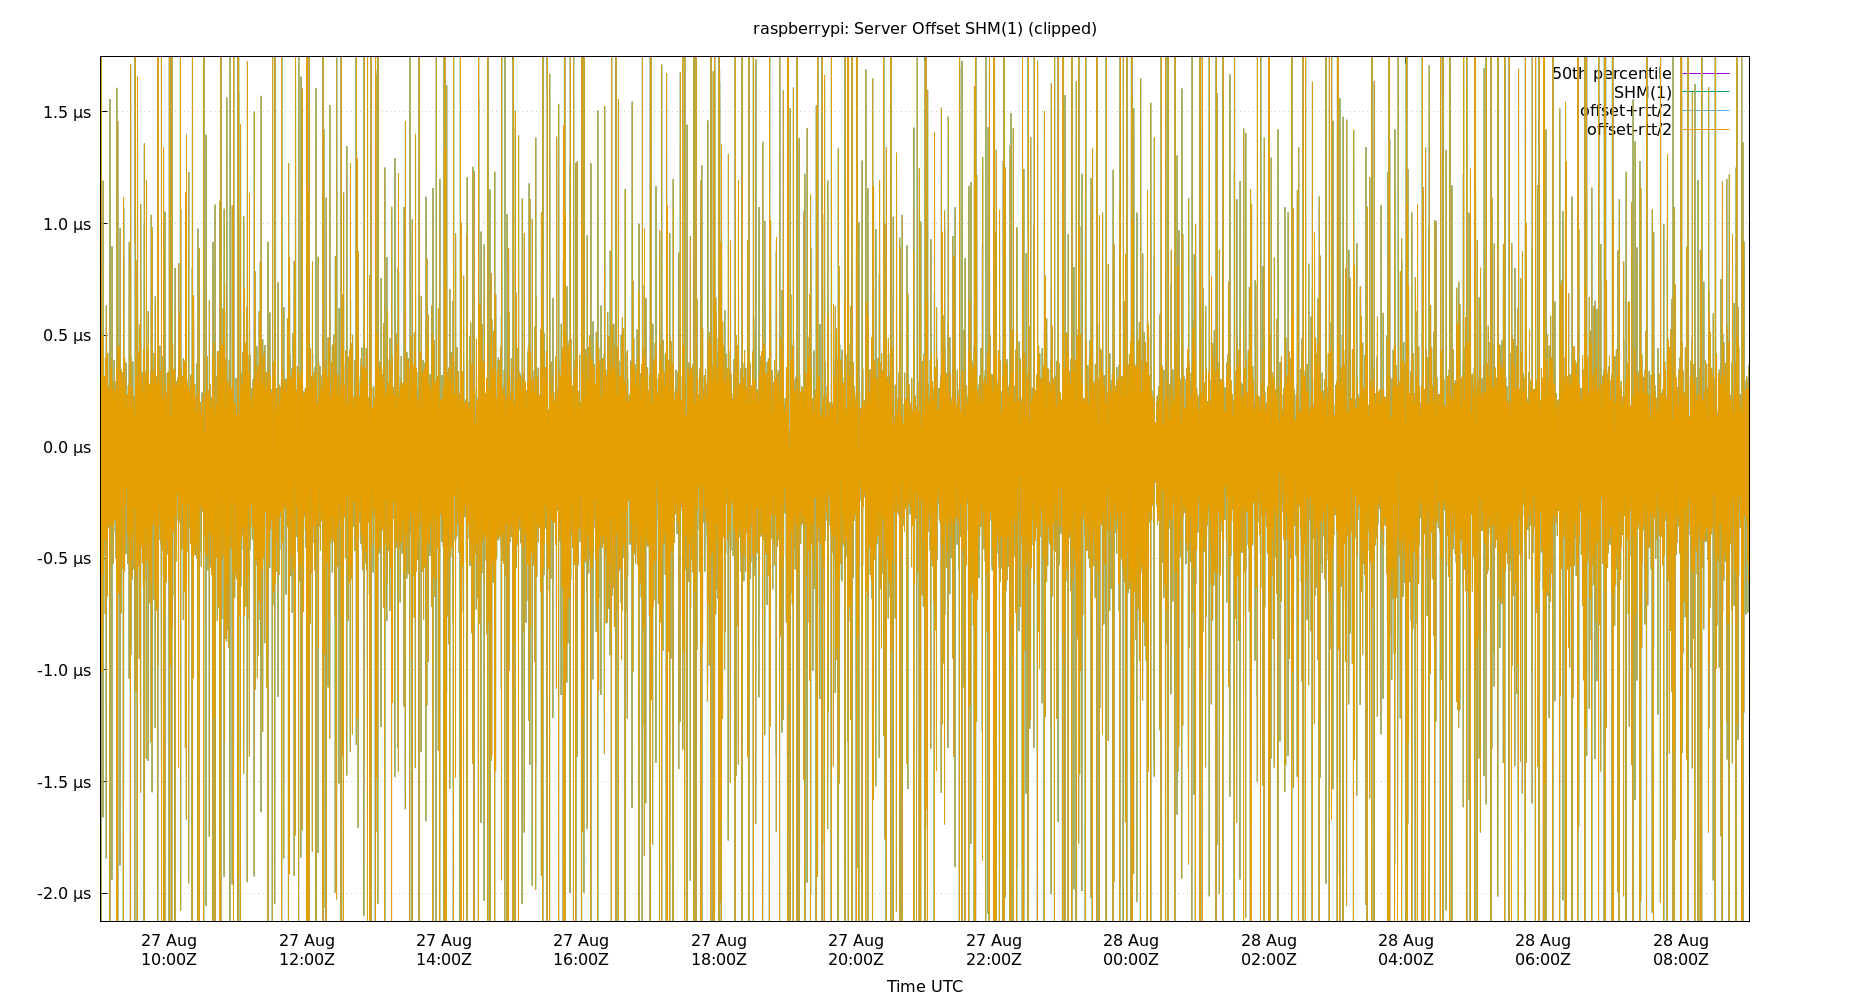 raspberrypi: Server Offset SHM(1) (clipped)
50th percentile
SHM(1)
offset+rtt/2
offset-rtt/2
1.5 µs
1.0 µs
0.5 µs
0.0 µs
-0.5 µs
-1.0 µs
-1.5 µs
-2.0 µs
27 Aug 27 Aug 27 Aug 27 Aug 27 Aug 27 Aug 27 Aug 28 Aug 28 Aug 28 Aug 28 Aug 28 Aug
10:00Z 12:00Z 14:00Z 16:00Z 18:00Z 20:00Z 22:00Z 00:00Z 02:00Z 04:00Z 06:00Z 08:00Z
Time UTC